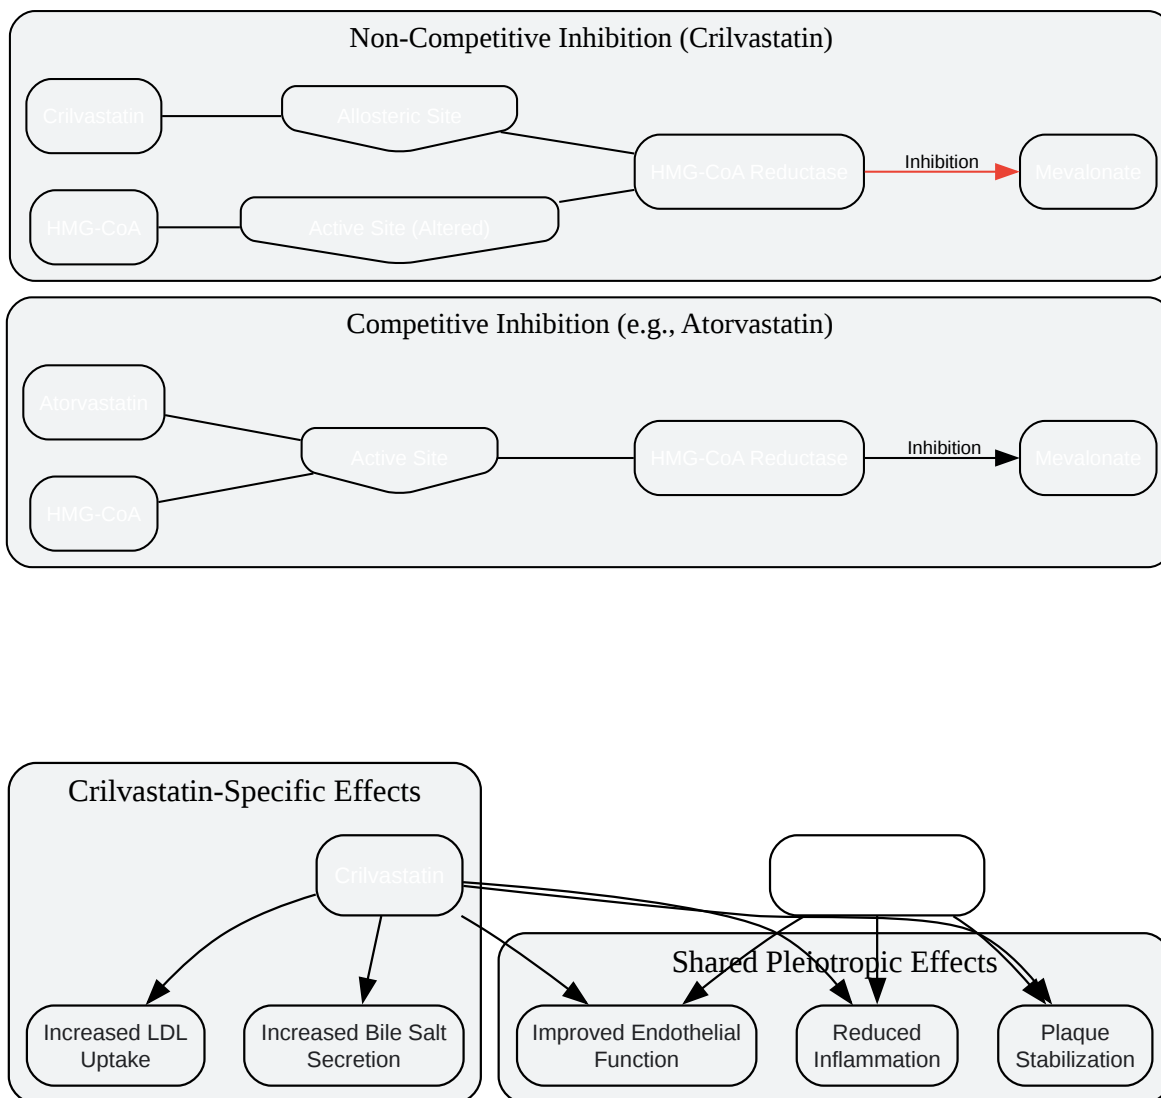 Non-Competitive Inhibition (Crilvastatin)
Crilvastatin
Allosteric Site
HMG-CoA Reductase
Inhibition
Mevalonate
HMG-CoA
Active Site (Altered)
Competitive Inhibition (e.g., Atorvastatin)
Atorvastatin
Active Site
HMG-CoA Reductase
Inhibition
Mevalonate
HMG-CoA
Crilvastatin-Specific Effects
Crilvastatin
Shared Pleiotropic Effects
Increased LDL
Uptake
Increased Bile Salt
Secretion
Improved Endothelial
Function
Reduced
Inflammation
Plaque
Stabilization